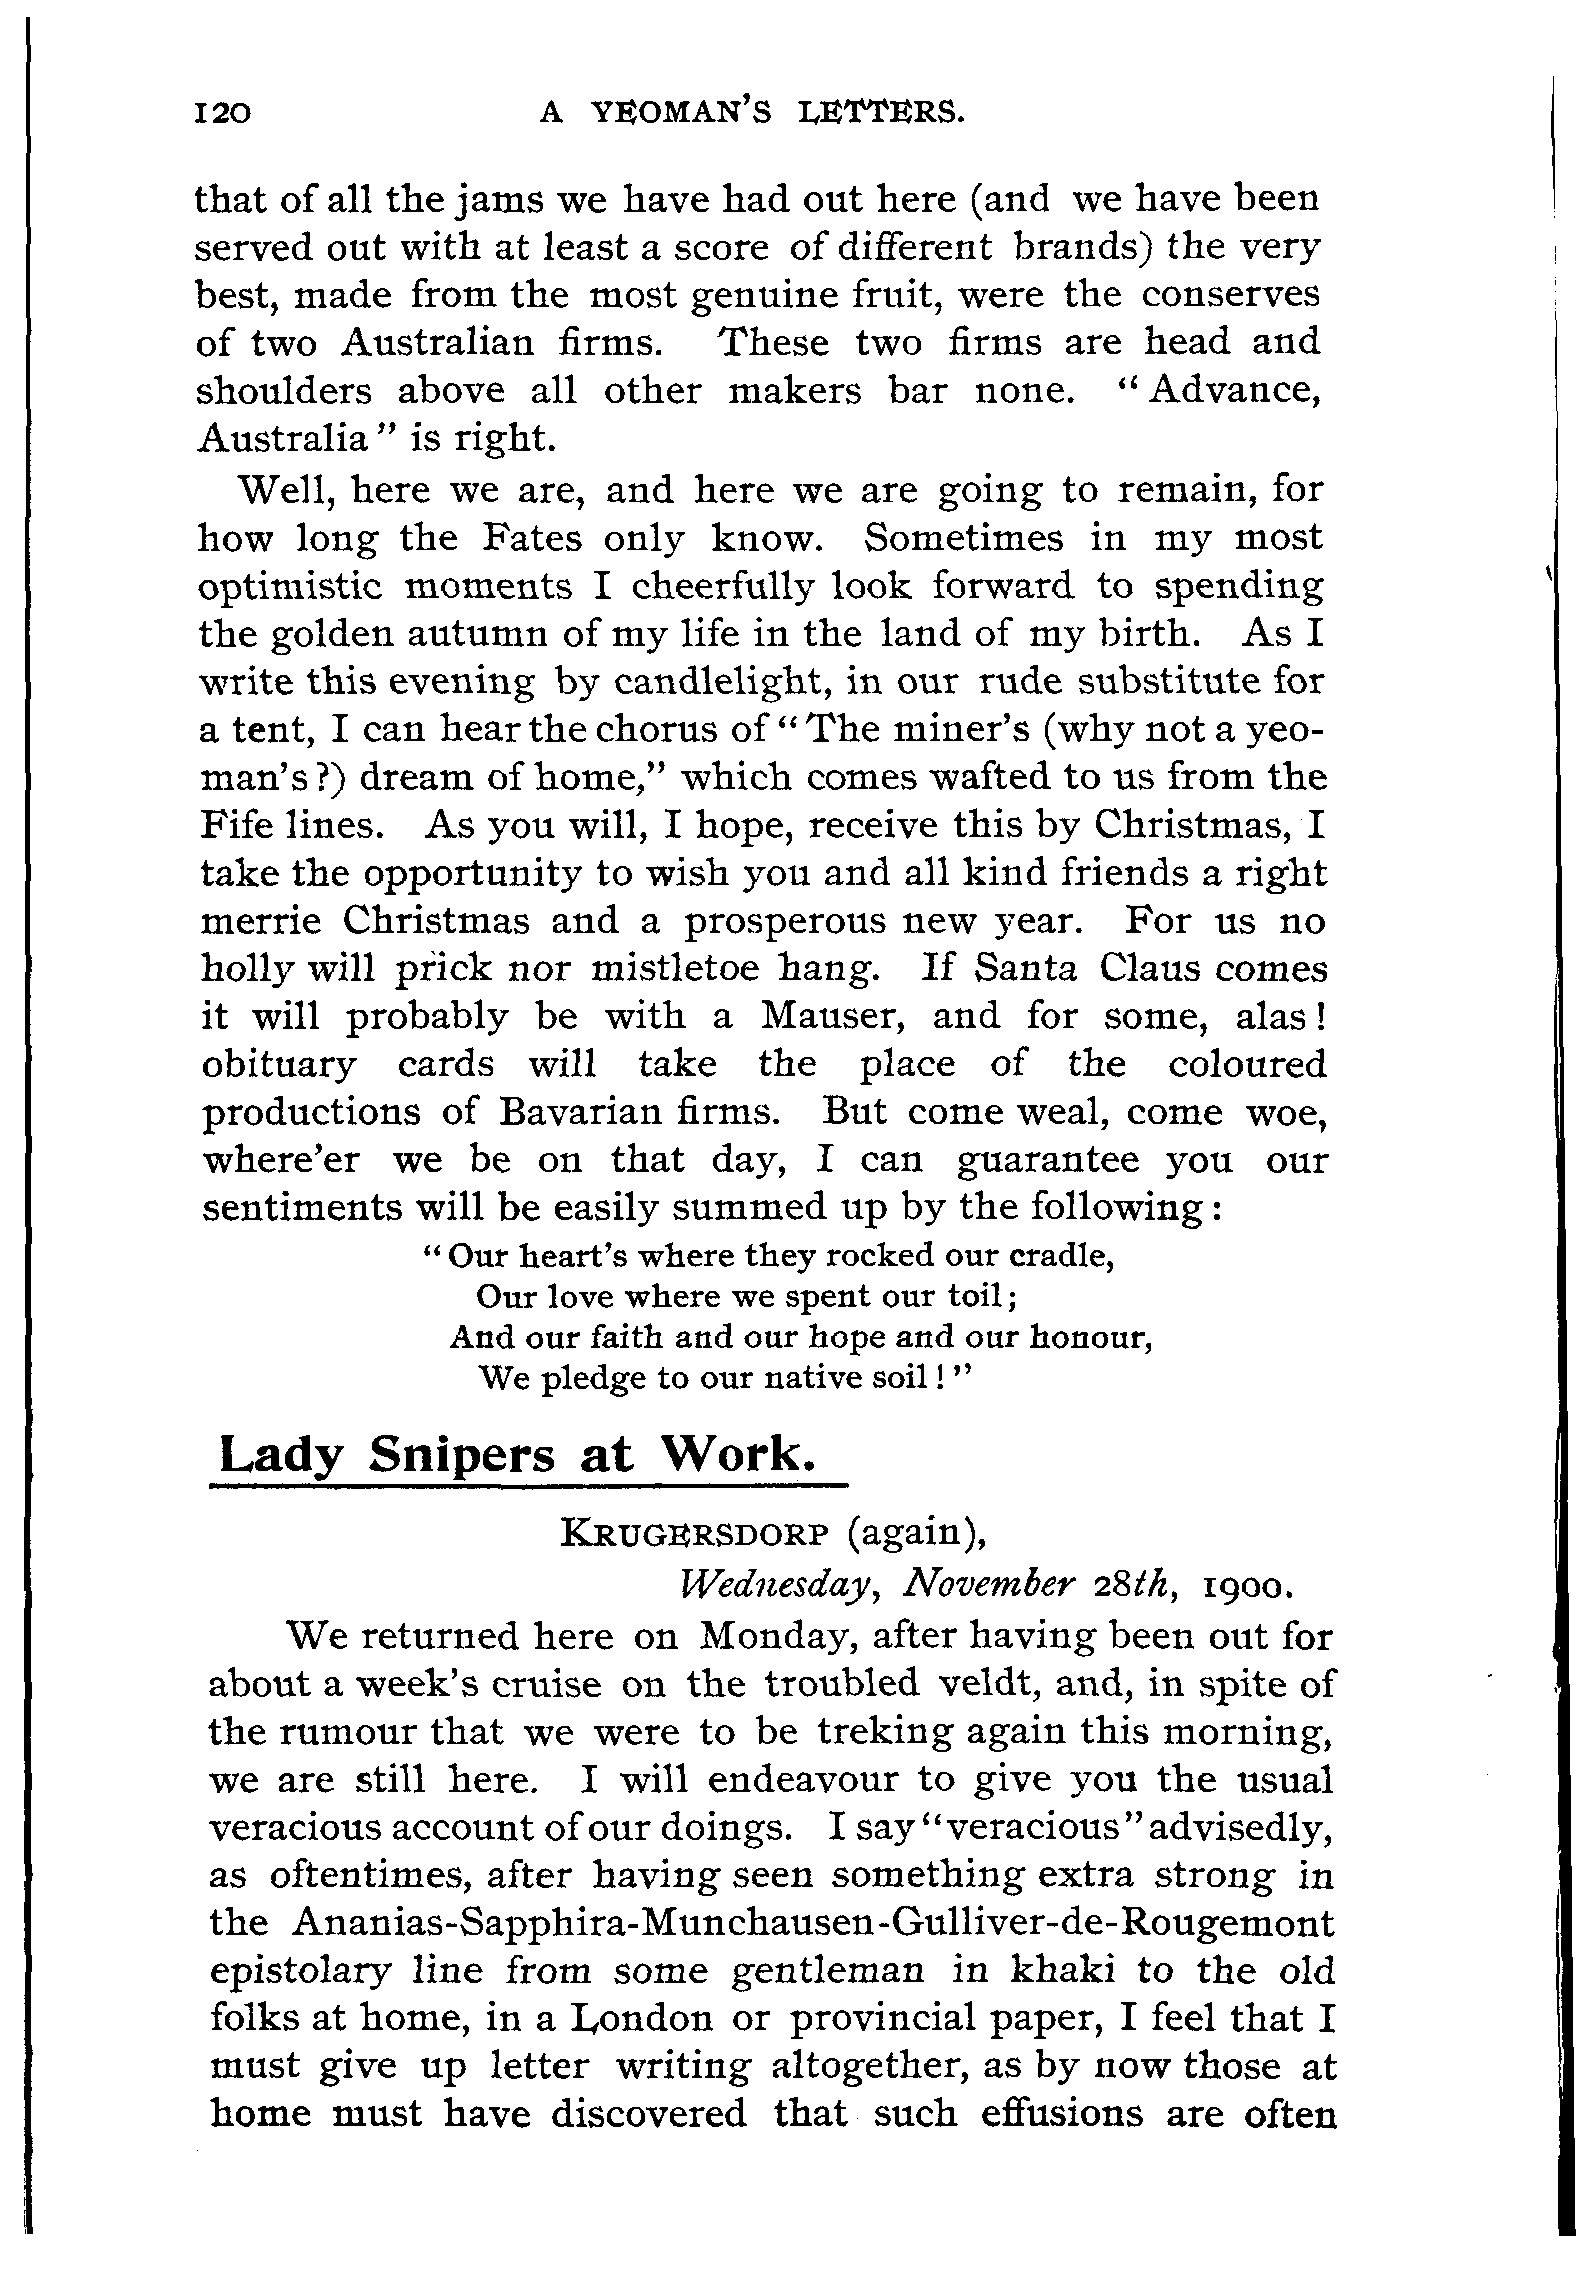 120 A YEOMAN'S LETTERS.
that of all the jams we have had out here (and we have been
served out with at least a score of different brands) the very
best, made from the most genuine fruit, were the conserves
of two Australian firms. These two firms are head and
shoulders above all other makers bar none. "Advance,
Australia" is right.
Well, here we are, and here we are going to remain, for
how long the Fates only know. Sometimes in my most
optimistic moments I cheerfully look forward to spending
the golden autumn of my life in the land of my birth. As I
write this evening by candlelight, in our rude substitute for
a tent, I can hear the chorus of "The miner's (why not a yeo-
man's?) dream of home," which comes wafted to us from the
Fife lines. As you will, I hope, receive this by Christmas, I
take the opportunity to wish you and all kind friends a right
merrie Christmas and a prosperous new year. For us no
holly will prick nor mistletoe hang. If Santa Claus comes
it will probably be with a Mauser, and for some, alas!
obituary cards will take the place of the coloured
productions of Bavarian firms. But come weal, come woe,
where'er we be on that day, I can guarantee you our
sentiments will be easily summed up by the following:
"Our heart's where they rocked our cradle,
Our love where we spent our toil;
And our faith and our hope and our honour,
We pledge to our native soil!"
Lady Snipers at Work.
KRUGERSDORP (again),
Wednesday, November 28th, 1900.
We returned here on Monday, after having been out for
about a week's cruise on the troubled veldt, and, in spite of
the rumour that we were to be treking again this morning,
we are still here. I will endeavour to give you the usual
veracious account of our doings. I say "veracious" advisedly,
as oftentimes, after having seen something extra strong in
the Ananias-Sapphira-Munchausen-Gulliver-de-Rougemont
epistolary line from some gentleman in khaki to the old
folks at home, in a London or provincial paper, I feel that I
must give up letter writing altogether, as by now those at
home must have discovered that such effusions are often